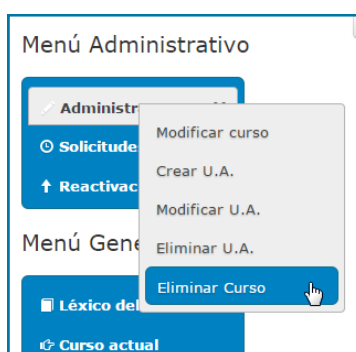 Menú Administrativo
Administr
Modificar curso
Solicitude
Crear U.A.
Reactivac
Modificar U.A.
Menú Gene
Eliminar U.A.
Eliminar Curso
Léxico del
Curso actual